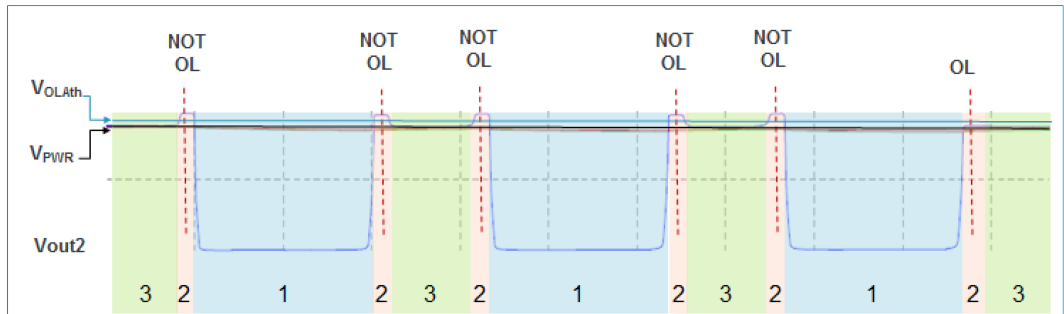 NOT
OL
NOT
OL
NOT
OL
NOT
OL
NOT
OL
OL
VOLAth
VPWR
Vout2
3 2 1 2 3 2 1 2 3 2 1 2 3